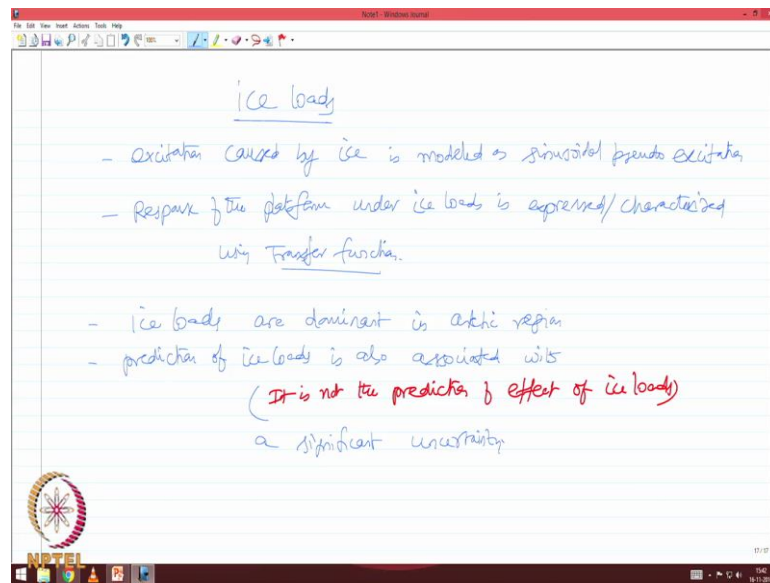 Note1 - Windows Journal
File Edit View Insert Actions Tools Help
ice loads
- excitation caused by ice is modeled as sinusoidal pseudo excitation
- Response of the platform under ice loads is expressed/characterised
using Transfer function.
- ice loads are dominant in arctic region
- prediction of ice loads is also associated with
(It is not the prediction of effect of ice loads)
a significant uncertainty
NPTEL
17/17
1542